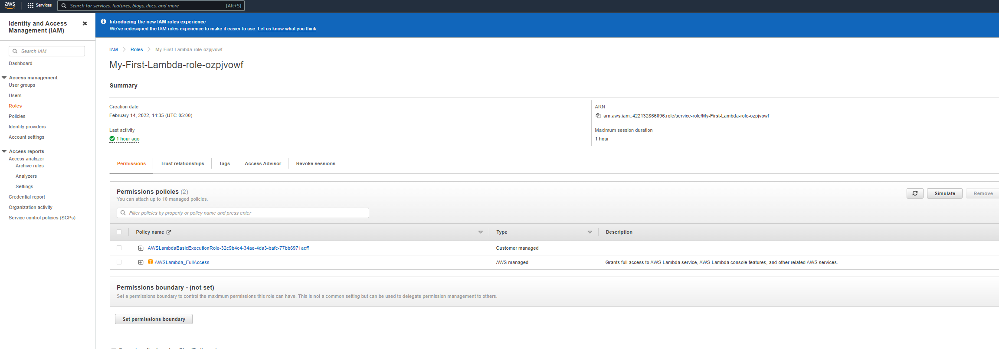 aws
Services
Search for services, features, blogs, docs, and more
[Alt+S]
Identity and Access
Management (IAM)
Search IAM
Dashboard
Access management
User groups
Users
Roles
Policies
Identity providers
Account settings
Access reports
Access analyzer
Archive rules
Analyzers
Settings
Credential report
Organization activity
Service control policies (SCPs)
Introducing the new IAM roles experience
We've redesigned the IAM roles experience to make it easier to use. Let us know what you think.
IAM > Roles > My-First-Lambda-role-ozpjvowf
My-First-Lambda-role-ozpjvowf
Summary
Creation date
February 14, 2022, 14:35 (UTC-05:00)
Last activity
1 hour ago
ARN
arn:aws:iam::422132866096:role/service-role/My-First-Lambda-role-ozpjvowf
Maximum session duration
1 hour
Permissions
Trust relationships
Tags
Access Advisor
Revoke sessions
Permissions policies (2)
You can attach up to 10 managed policies.
Simulate
Remove
Filter policies by property or policy name and press enter
Policy name
Type
Description
AWSLambdaBasicExecutionRole-32c9b4c4-34ae-4da3-bafc-77bb6971acff
Customer managed
AWSLambda_FullAccess
AWS managed
Grants full access to AWS Lambda service, AWS Lambda console features, and other related AWS services.
Permissions boundary - (not set)
Set a permissions boundary to control the maximum permissions this role can have. This is not a common setting but can be used to delegate permission management to others.
Set permissions boundary